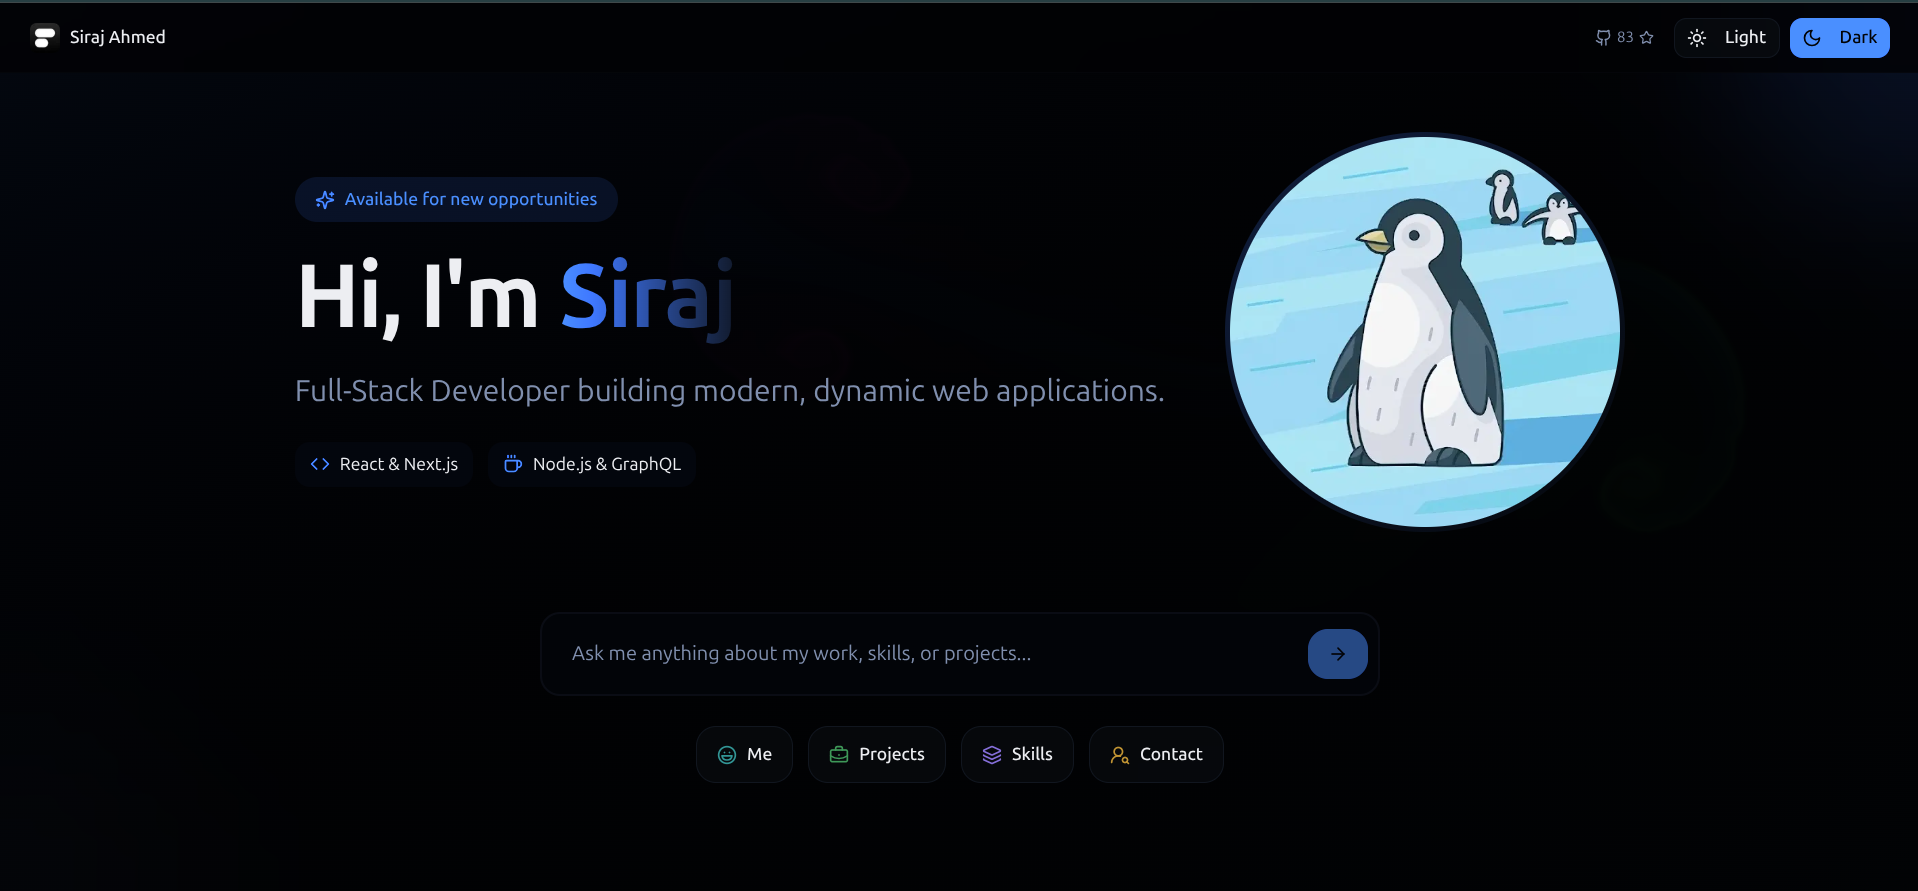 Siraj Ahmed
83
Light
Dark
Available for new opportunities
Hi, I'm Siraj
Full-Stack Developer building modern, dynamic web applications.
React & Next.js
Node.js & GraphQL
Ask me anything about my work, skills, or projects...
Me
Projects
Skills
Contact